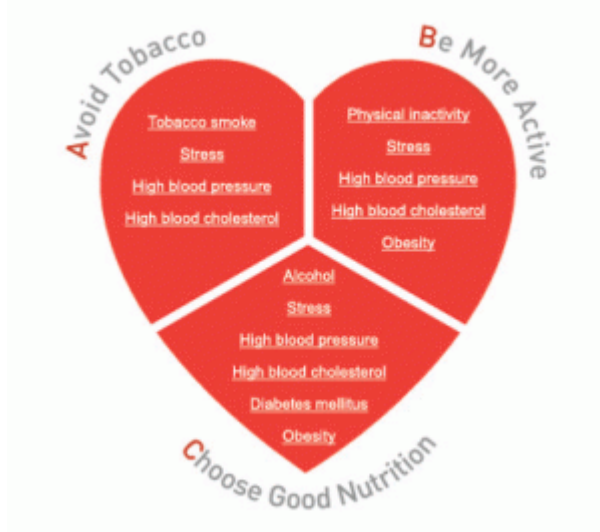 Avoid Tobacco
Tobacco smoke
Stress
High blood pressure
High blood cholesterol
Be More Active
Physical inactivity
Stress
High blood pressure
High blood cholesterol
Obesity
Alcohol
Stress
High blood pressure
High blood cholesterol
Diabetes mellitus
Obesity
Choose Good Nutrition